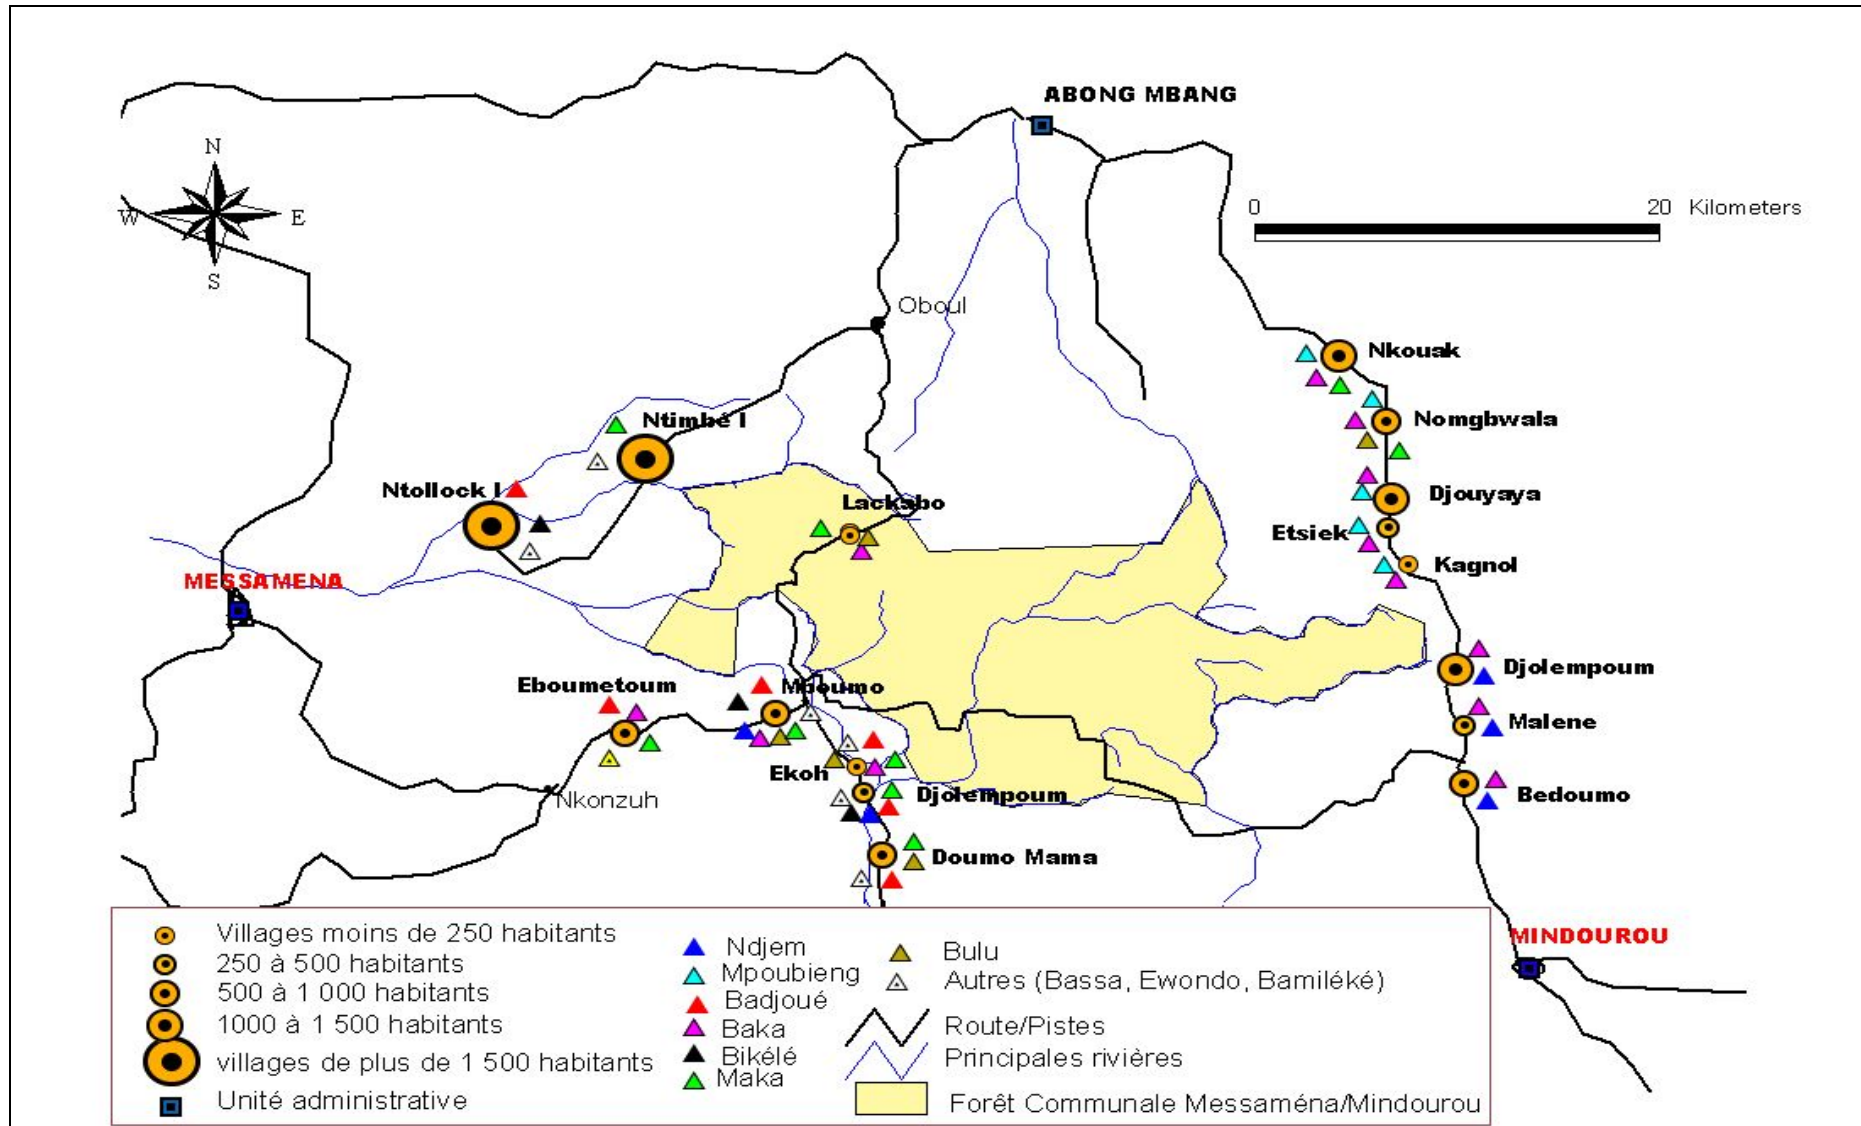 ABONG MBANG
N
W
E
S
0
20 Kilometers
Oboul
Nkouak
Ntimbé I
Nomgbwala
Ntollock I
Djouyaya
Lackabo
Etsiek
Kagnol
MESSAMENA
Djolempoum
Eboumetoum
Mboumo
Malene
Ekoh
Djolempoum
Bedoumo
Nkonzuh
Doumo Mama
MINDOUROU
Villages moins de 250 habitants
250 à 500 habitants
500 à 1 000 habitants
1000 à 1 500 habitants
villages de plus de 1 500 habitants
Unité administrative
Ndjem
Mpoubieng
Badjoué
Baka
Bikélé
Maka
Bulu
Autres (Bassa, Ewondo, Bamiléké)
Route/Pistes
Principales rivières
Forêt Communale Messaména/Mindourou